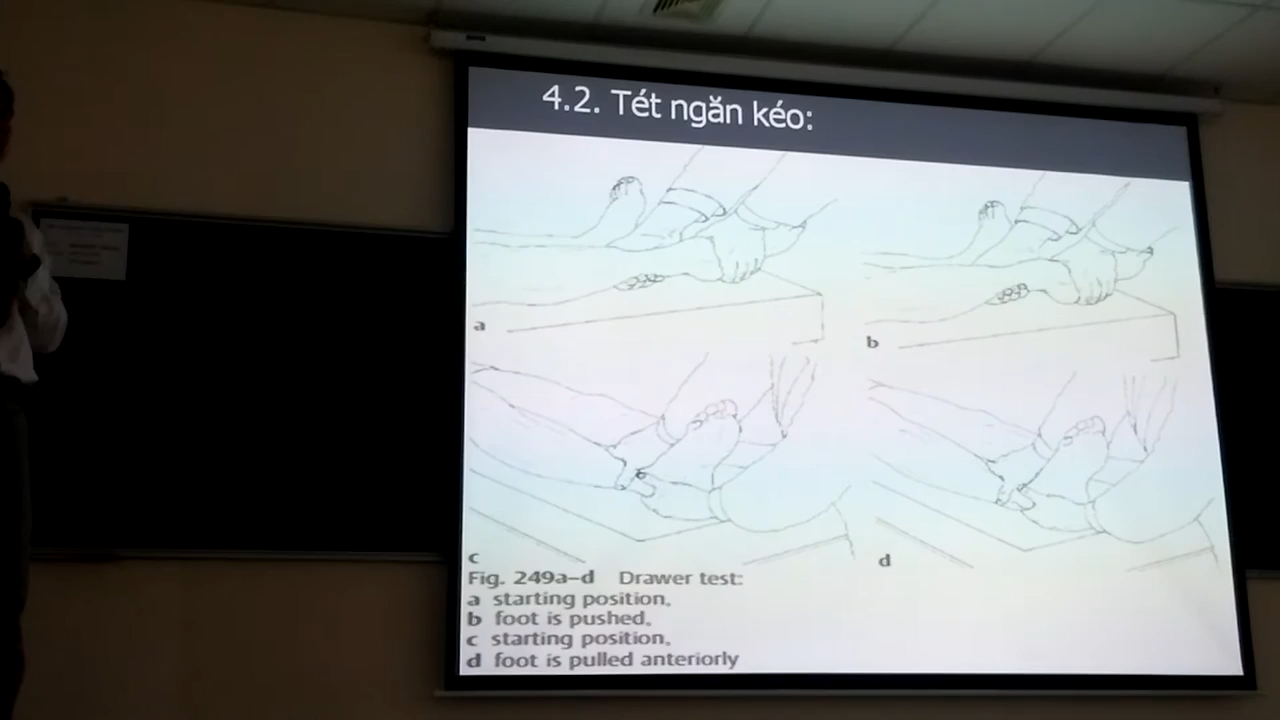 4.2. Tét ngăn kéo:
a
b
c
d
Fig. 249a–d Drawer test:
a starting position.
b foot is pushed.
c starting position.
d foot is pulled anteriorly